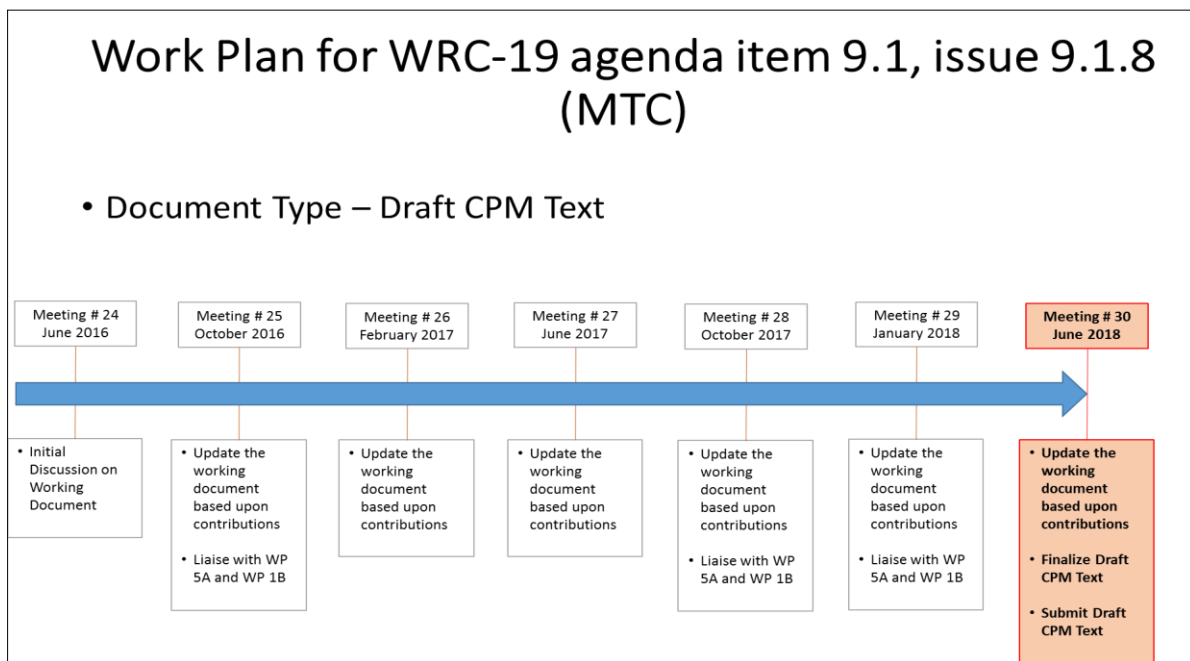 Work Plan for WRC-19 agenda item 9.1, issue 9.1.8
(MTC)
• Document Type – Draft CPM Text
Meeting # 24
June 2016
Meeting # 25
October 2016
Meeting # 26
February 2017
Meeting # 27
June 2017
Meeting # 28
October 2017
Meeting # 29
January 2018
Meeting # 30
June 2018
• Initial
Discussion on
Working
Document
• Update the
working
document
based upon
contributions
• Liaise with WP
5A and WP 1B
• Update the
working
document
based upon
contributions
• Update the
working
document
based upon
contributions
• Update the
working
document
based upon
contributions
• Liaise with WP
5A and WP 1B
• Update the
working
document
based upon
contributions
• Liaise with WP
5A and WP 1B
• Update the
working
document
based upon
contributions
• Finalize Draft
CPM Text
• Submit Draft
CPM Text